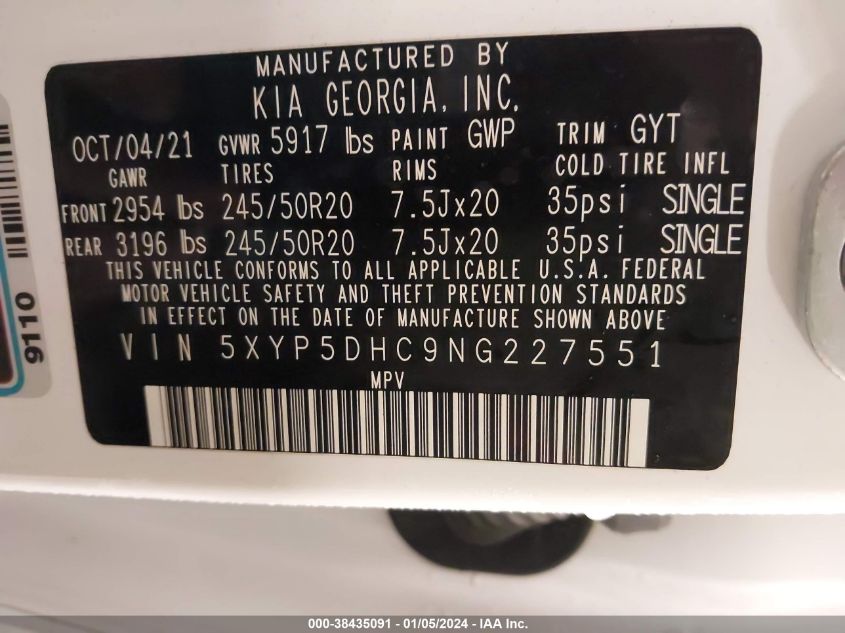 MANUFACTURED BY
KIA GEORGIA, INC.
OCT/04/21 GVWR 5917 lbs PAINT GWP TRIM GYT
GAWR TIRES RIMS COLD TIRE INFL
FRONT 2954 lbs 245/50R20 7.5Jx20 35psi SINGLE
REAR 3196 lbs 245/50R20 7.5Jx20 35psi SINGLE
THIS VEHICLE CONFORMS TO ALL APPLICABLE U.S.A. FEDERAL
MOTOR VEHICLE SAFETY AND THEFT PREVENTION STANDARDS
IN EFFECT ON THE DATE OF MANUFACTURE SHOWN ABOVE
VIN 5XYP5DHC9NG227551
MPV
9110
000-38435091 - 01/05/2024 - IAA Inc.